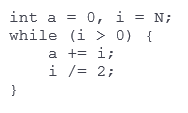 int a = 0, i = N;
while (i > 0) {
    a += i;
    i /= 2;
}